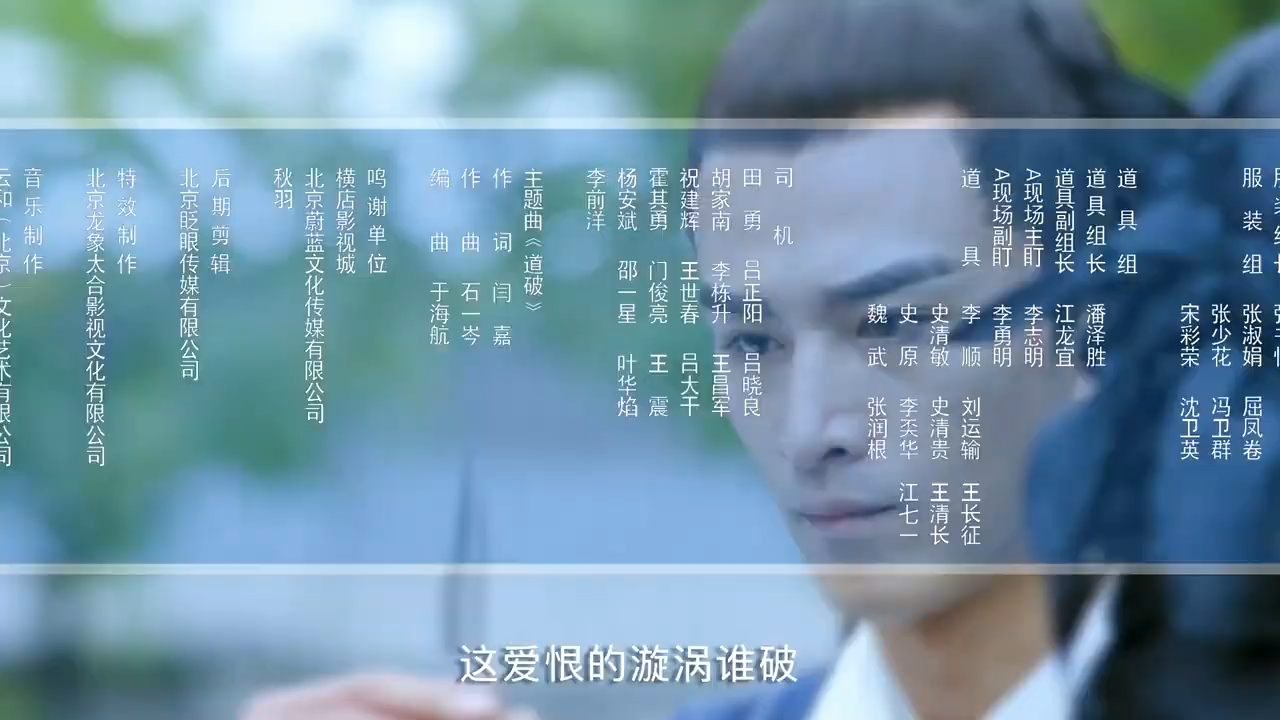 服装组 张淑娟 屈凤卷
张少花 冯卫群
宋彩荣 沈卫英
道具组
道具组长 潘泽胜
道具副组长 江龙宜
A现场主盯 李志明
A现场副盯 李勇明
道具 李顺 刘运输 王长征
史清敏 史清贵 王清长
史原 李奀华 江七一
魏武 张润根
司机
田勇 吕正阳 吕晓良
胡家南 李栋升 王昌军
祝建辉 王世春 吕大干
霍其勇 门俊亮 王震
杨安斌 邵一星 叶华焰
李前洋
主题曲《道破》
作词 闫嘉
作曲 石一岑
编曲 于海航
鸣谢单位
横店影视城
北京蔚蓝文化传媒有限公司
秋羽
后期剪辑
北京眨眼传媒有限公司
特效制作
北京龙象太合影视文化有限公司
音乐制作
云和（北京）文化艺术有限公司
这爱恨的漩涡谁破